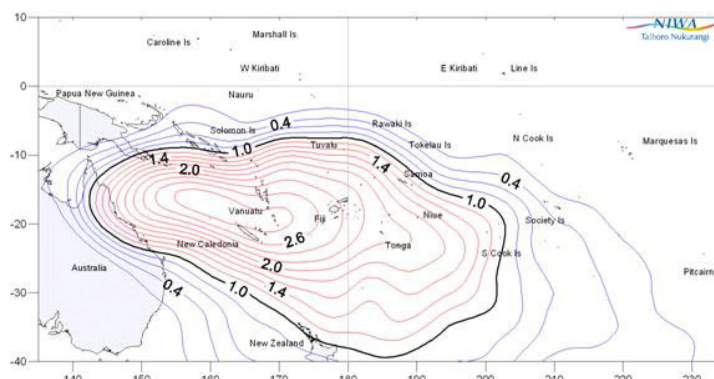 10
NIWA
Taihoro Nukurangi
Marshall Is
Caroline Is
W Kiribati
E Kiribati
Line Is
0
Papua New Guinea
Nauru
0.4
Rawaki Is
Solomon Is
N Cook Is
1.0
Tuvalu
Tokelau Is
Marquesas Is
-10
1.4
1.4
2.0
Samoa
0.4
1.0
Vanuatu
Fiji
Niue
Society Is
-20
2.6
New Caledonia
Tonga
S Cook Is
Australia
2.0
Pitcairn
-30
0.4
1.0
1.4
New Zealand
-40
140
150
160
170
180
190
200
210
220
230